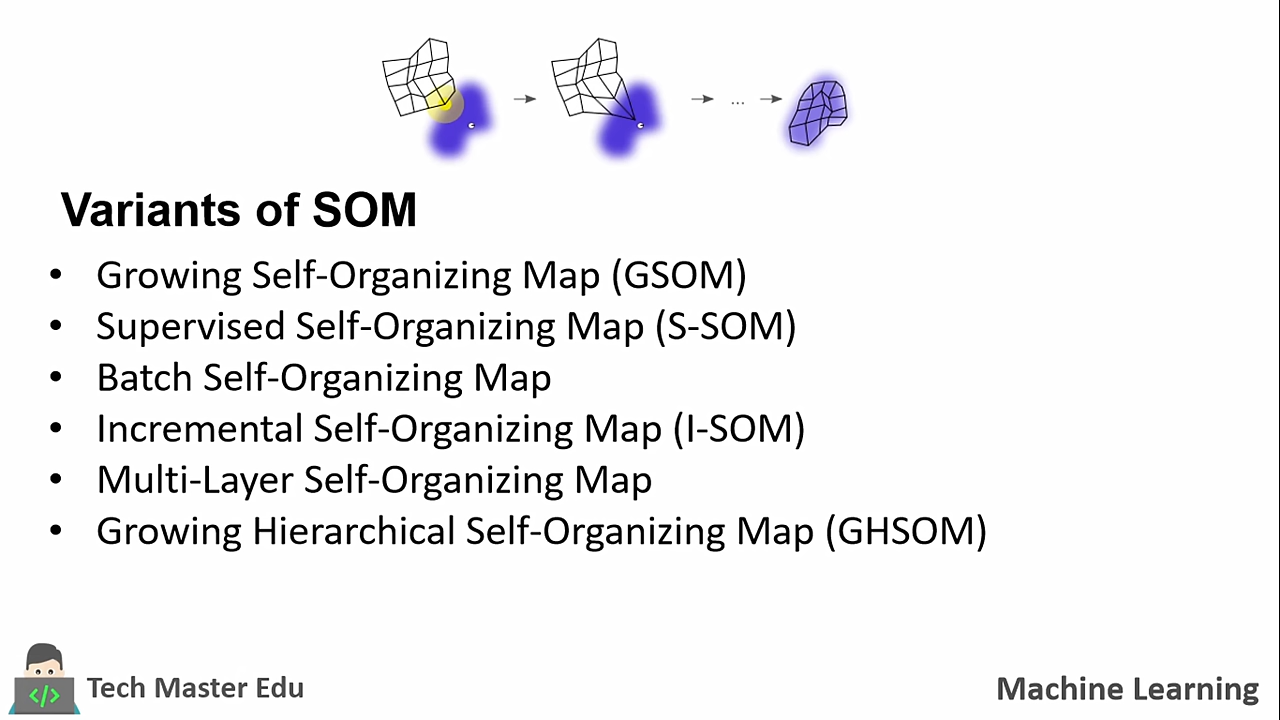 ...
Variants of SOM
• Growing Self-Organizing Map (GSOM)
• Supervised Self-Organizing Map (S-SOM)
• Batch Self-Organizing Map
• Incremental Self-Organizing Map (I-SOM)
• Multi-Layer Self-Organizing Map
• Growing Hierarchical Self-Organizing Map (GHSOM)
</>
Tech Master Edu
Machine Learning